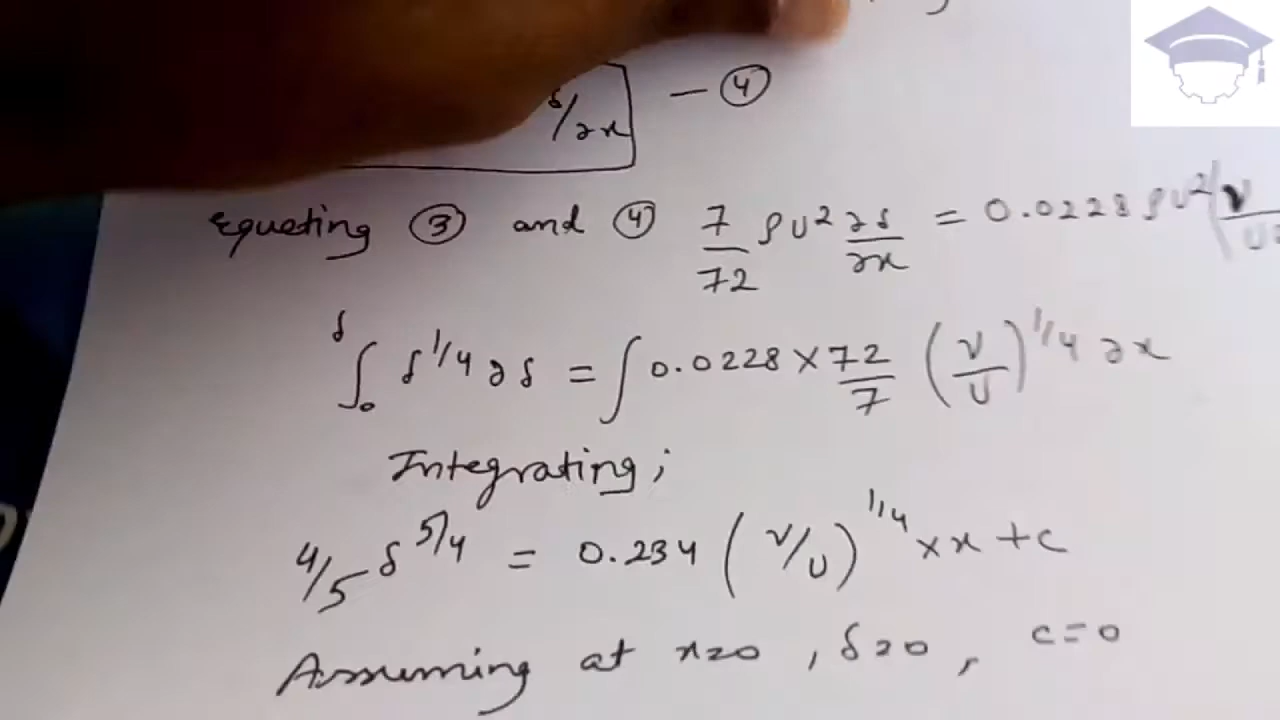 δ/∂x — ④
Equating ③ and ④ 7/72 ρU² ∂δ/∂x = 0.0228 ρU² (ν/U
∫₀^δ δ^1/4 ∂δ = ∫ 0.0228 × 72/7 (ν/U)^1/4 ∂x
Integrating;
4/5 δ^5/4 = 0.234 (ν/U)^1/4 × x + c
Assuming at x=0, δ=0, c=0